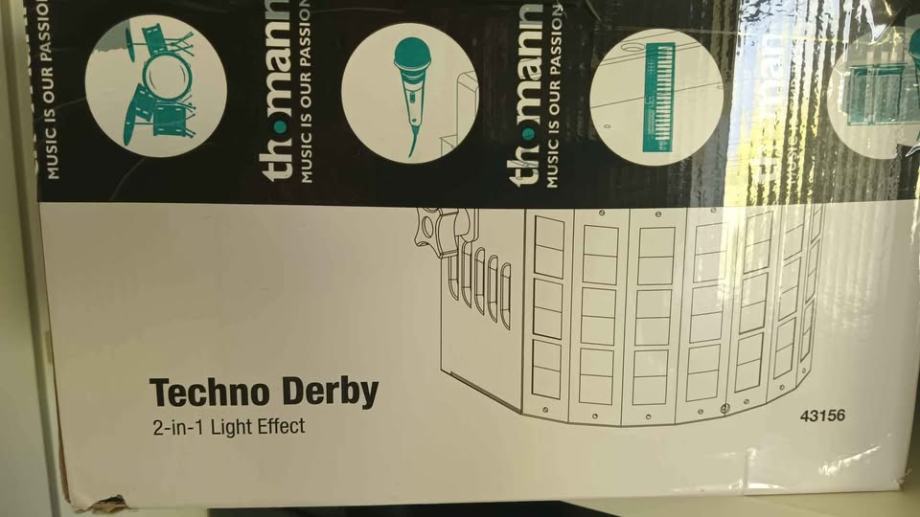 MUSIC IS OUR PASSION
th•mann
MUSIC IS OUR PASSION
th•mann
MUSIC IS OUR PASSION
Techno Derby
2-in-1 Light Effect
43156